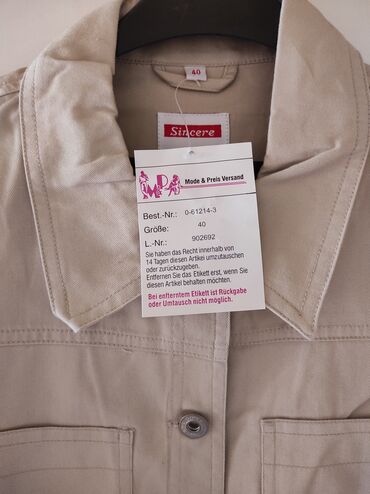 40
Sincere
MP
Mode & Preis Versand
Best.-Nr.: 0-61214-3
Größe: 40
L.-Nr.: 902692
Sie haben das Recht innerhalb von
14 Tagen diesen Artikel umzutauschen
oder zurückzugeben.
Entfernen Sie das Etikett erst, wenn Sie
diesen Artikel behalten möchten.
Bei entferntem Etikett ist Rückgabe
oder Umtausch nicht möglich.